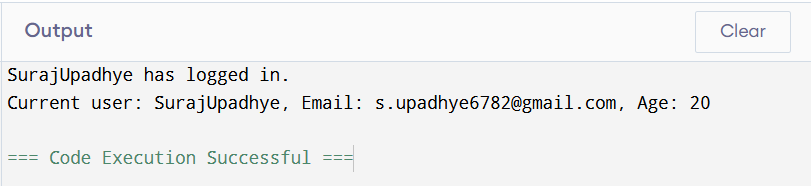 Output
Clear
SurajUpadhye has logged in.
Current user: SurajUpadhye, Email: s.upadhye6782@gmail.com, Age: 20
=== Code Execution Successful ===